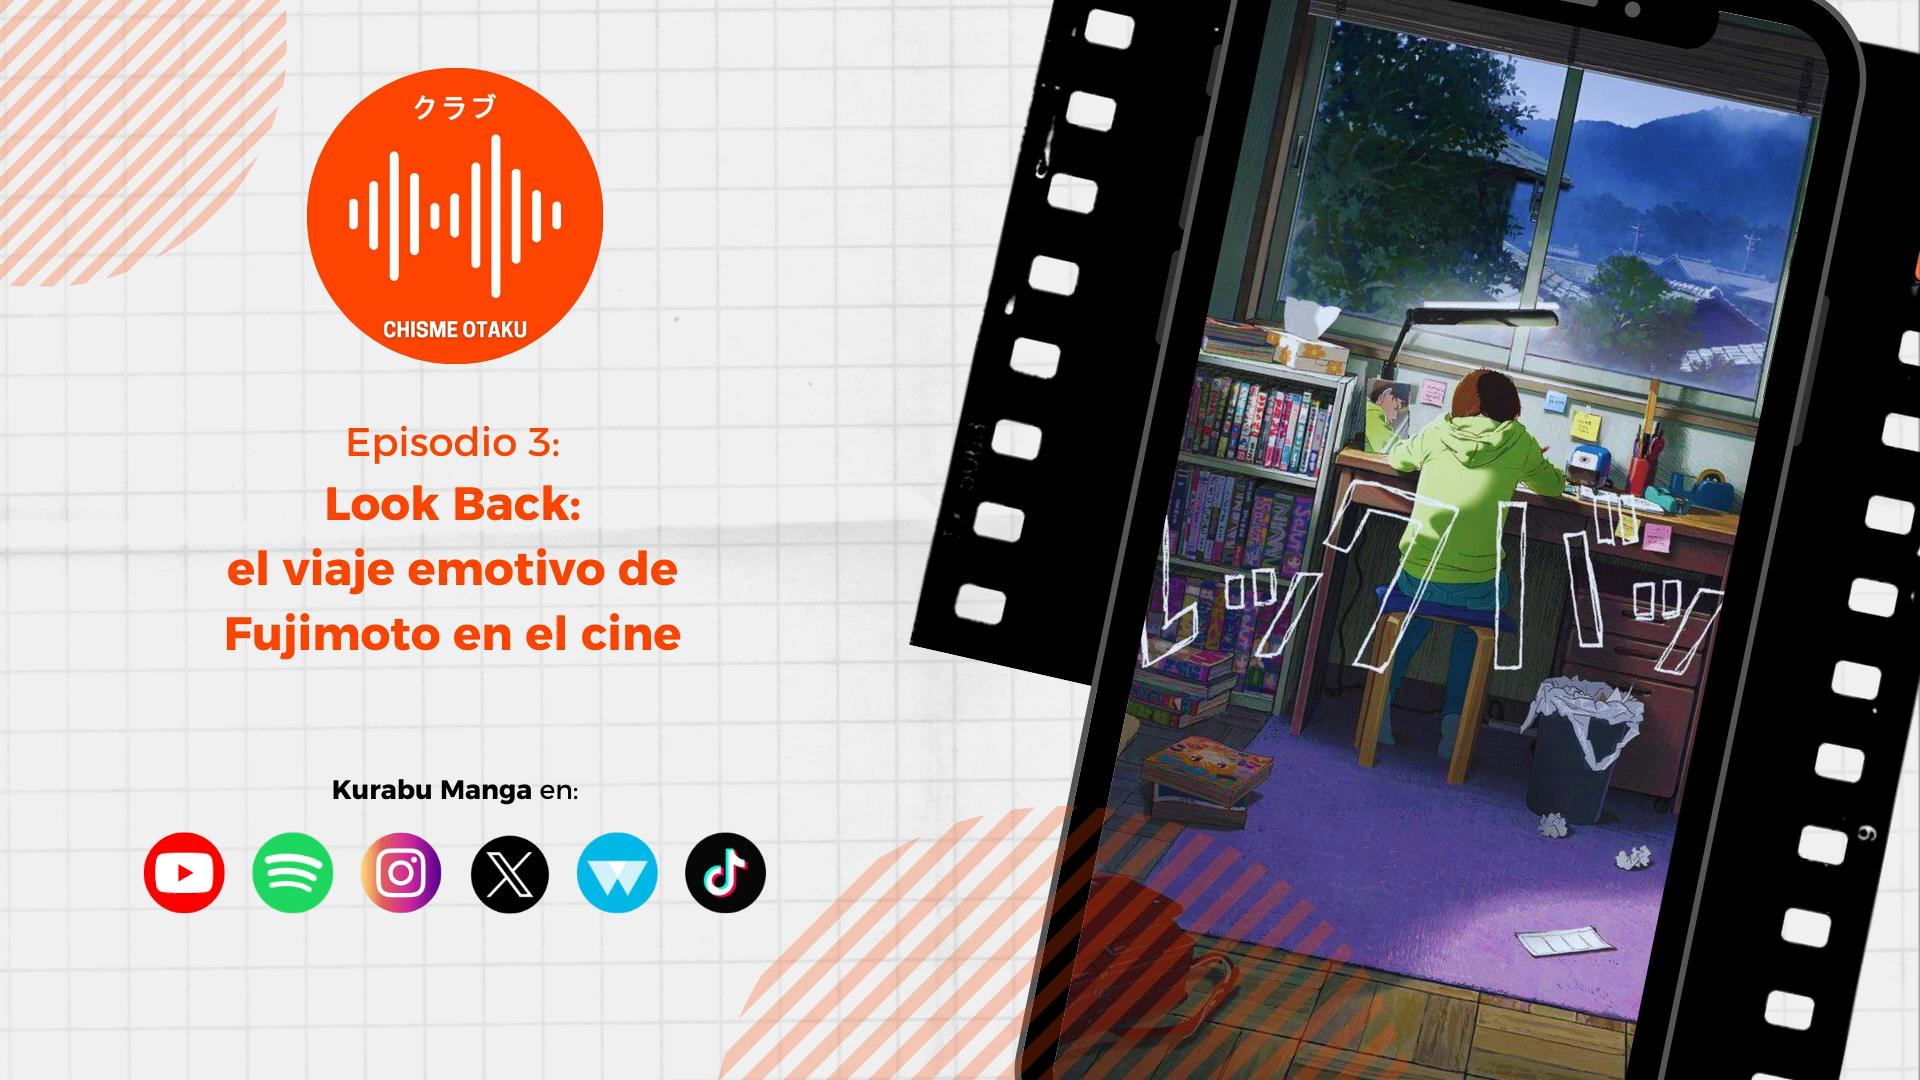 クラブ
CHISME OTAKU
Episodio 3:
Look Back:
el viaje emotivo de
Fujimoto en el cine
Kurabu Manga en:
ルックバック